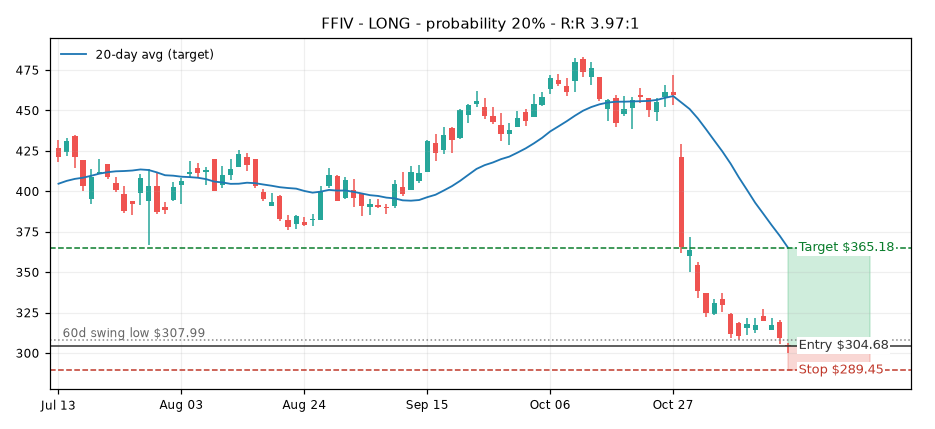 FFIV - LONG - probability 20% - R:R 3.97:1
20-day avg (target)
475
450
425
400
375
350
325
300
Target $365.18
60d swing low $307.99
Entry $304.68
Stop $289.45
Jul 13
Aug 03
Aug 24
Sep 15
Oct 06
Oct 27